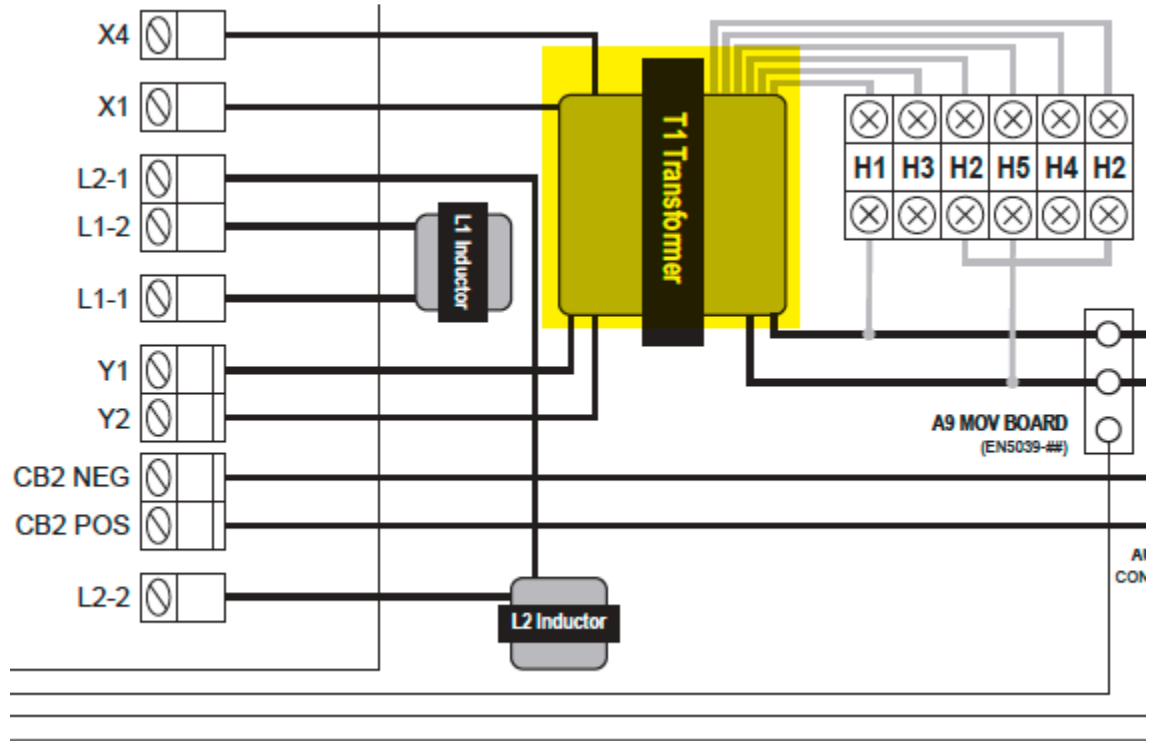 X4
X1
L2-1
L1-2
L1-1
Y1
Y2
CB2 NEG
CB2 POS
L2-2
L1 Inductor
T1 Transformer
L2 Inductor
H1 H3 H2 H5 H4 H2
A9 MOV BOARD
(EN5039-##)